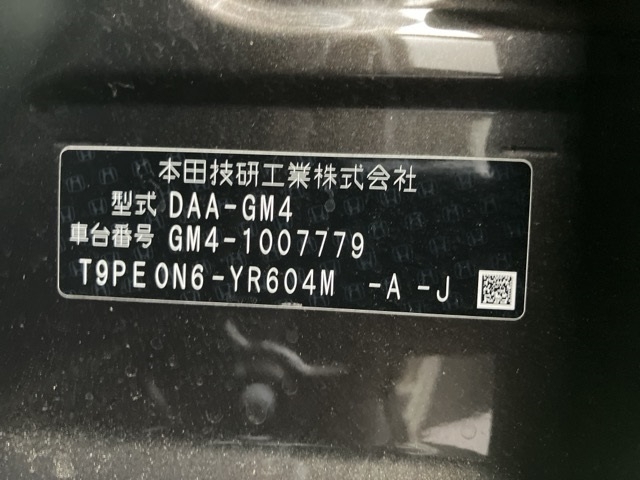 本田技研工業株式会社
型式 DAA-GM4
車台番号 GM4-1007779
T9PE0N6-YR604M -A -J